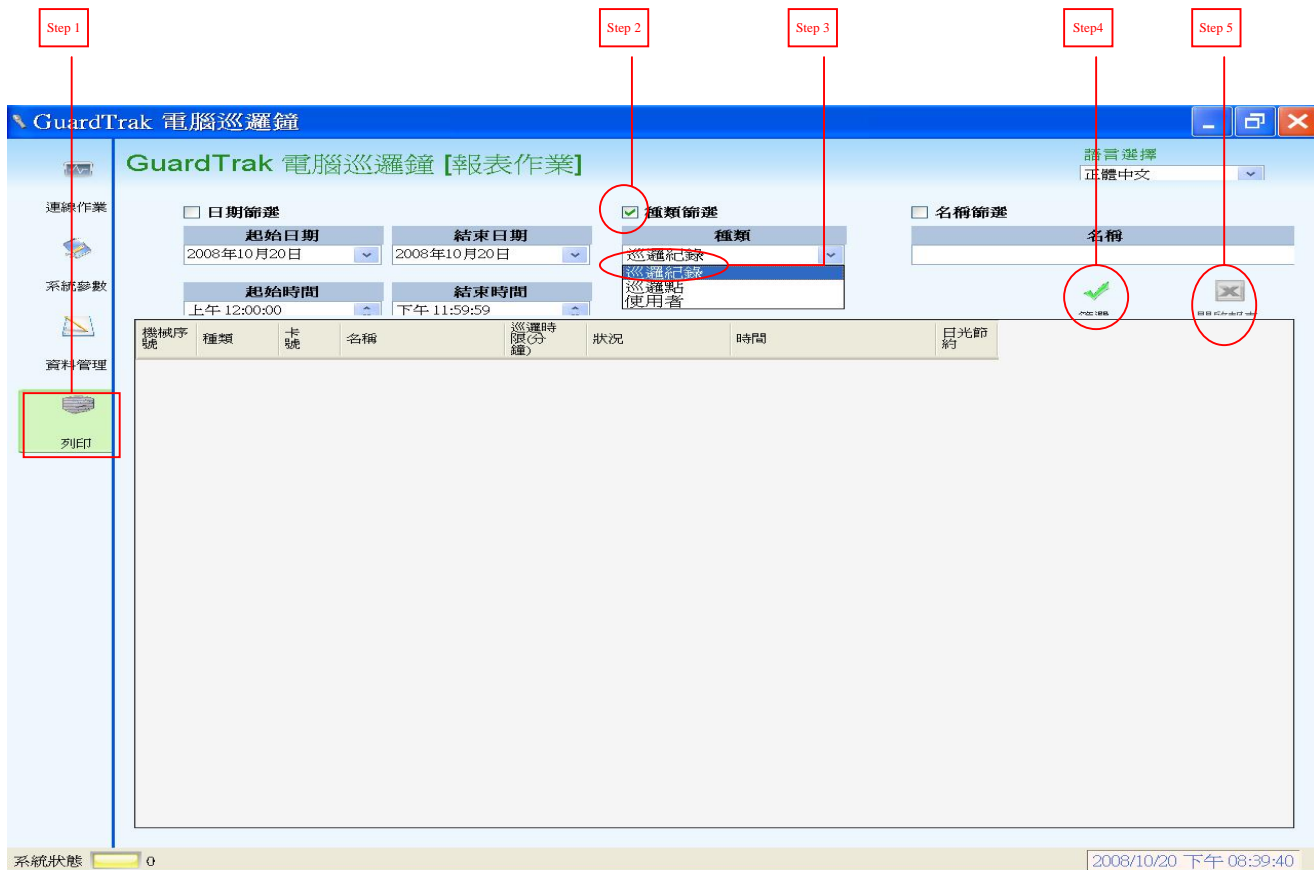 Step 1
Step 2
Step 3
Step4
Step 5
GuardTrak 電腦巡邏鐘
GuardTrak 電腦巡邏鐘 [報表作業]
語言選擇
正體中文
連線作業
系統參數
資料管理
列印
日期篩選
種類篩選
名稱篩選
起始日期
結束日期
種類
名稱
2008年10月20日
2008年10月20日
巡邏紀錄
巡邏紀錄
巡邏點
使用者
起始時間
結束時間
上午 12:00:00
下午 11:59:59
機械序號
種類
卡號
名稱
巡邏時限(分鐘)
狀況
時間
日光節約
系統狀態
0
2008/10/20 下午 08:39:40